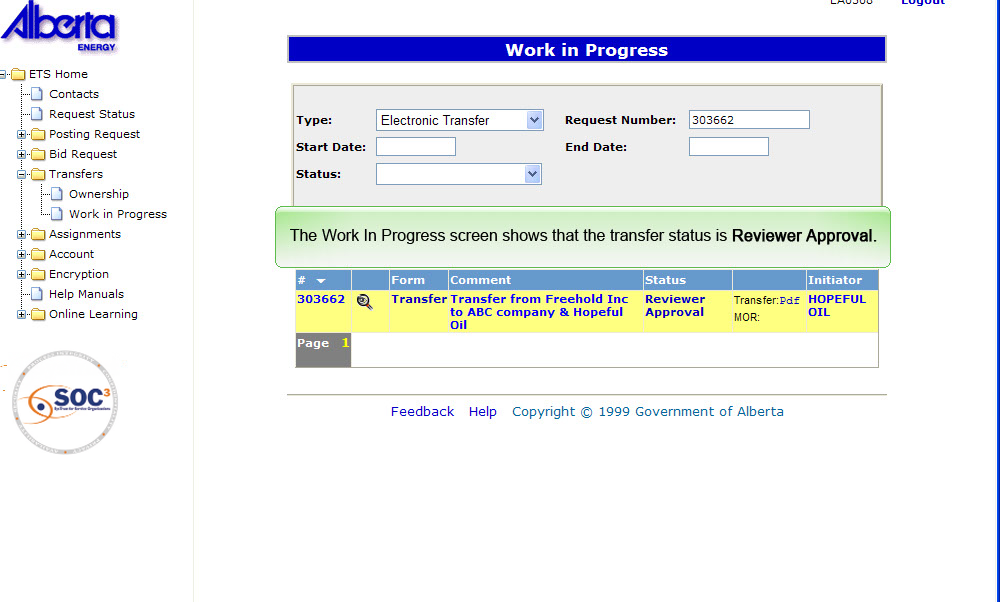 Logout
Alberta
ENERGY
Work in Progress
ETS Home
Contacts
Request Status
Posting Request
Bid Request
Transfers
Ownership
Work in Progress
Assignments
Account
Encryption
Help Manuals
Online Learning
SOC3
SysTrust for Service Organizations
Type: Electronic Transfer Request Number: 303662
Start Date: End Date:
Status:
The Work In Progress screen shows that the transfer status is Reviewer Approval.
# Form Comment Status Initiator
303662 Transfer Transfer from Freehold Inc Reviewer Transfer:Pdf HOPEFUL
to ABC company & Hopeful Approval MOR: OIL
Oil
Page 1
Feedback Help Copyright © 1999 Government of Alberta